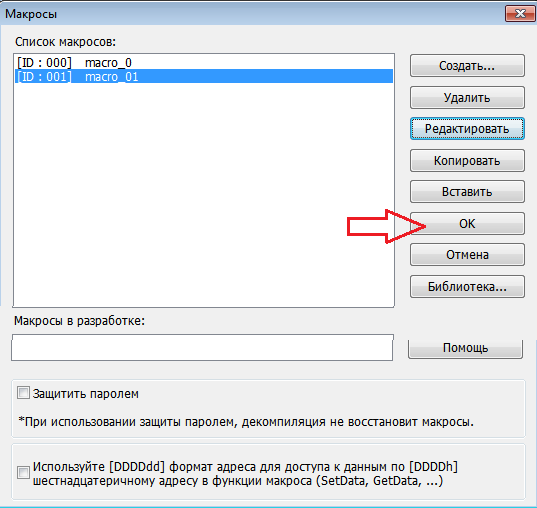 Макросы
Список макросов:
[ID : 000] macro_0
[ID : 001] macro_01
Создать...
Удалить
Редактировать
Копировать
Вставить
OK
Отмена
Библиотека...
Макросы в разработке:
Помощь
Защитить паролем
*При использовании защиты паролем, декомпиляция не восстановит макросы.
Используйте [DDDDdd] формат адреса для доступа к данным по [DDDDh]
шестнадцатеричному адресу в функции макроса (SetData, GetData, ...)